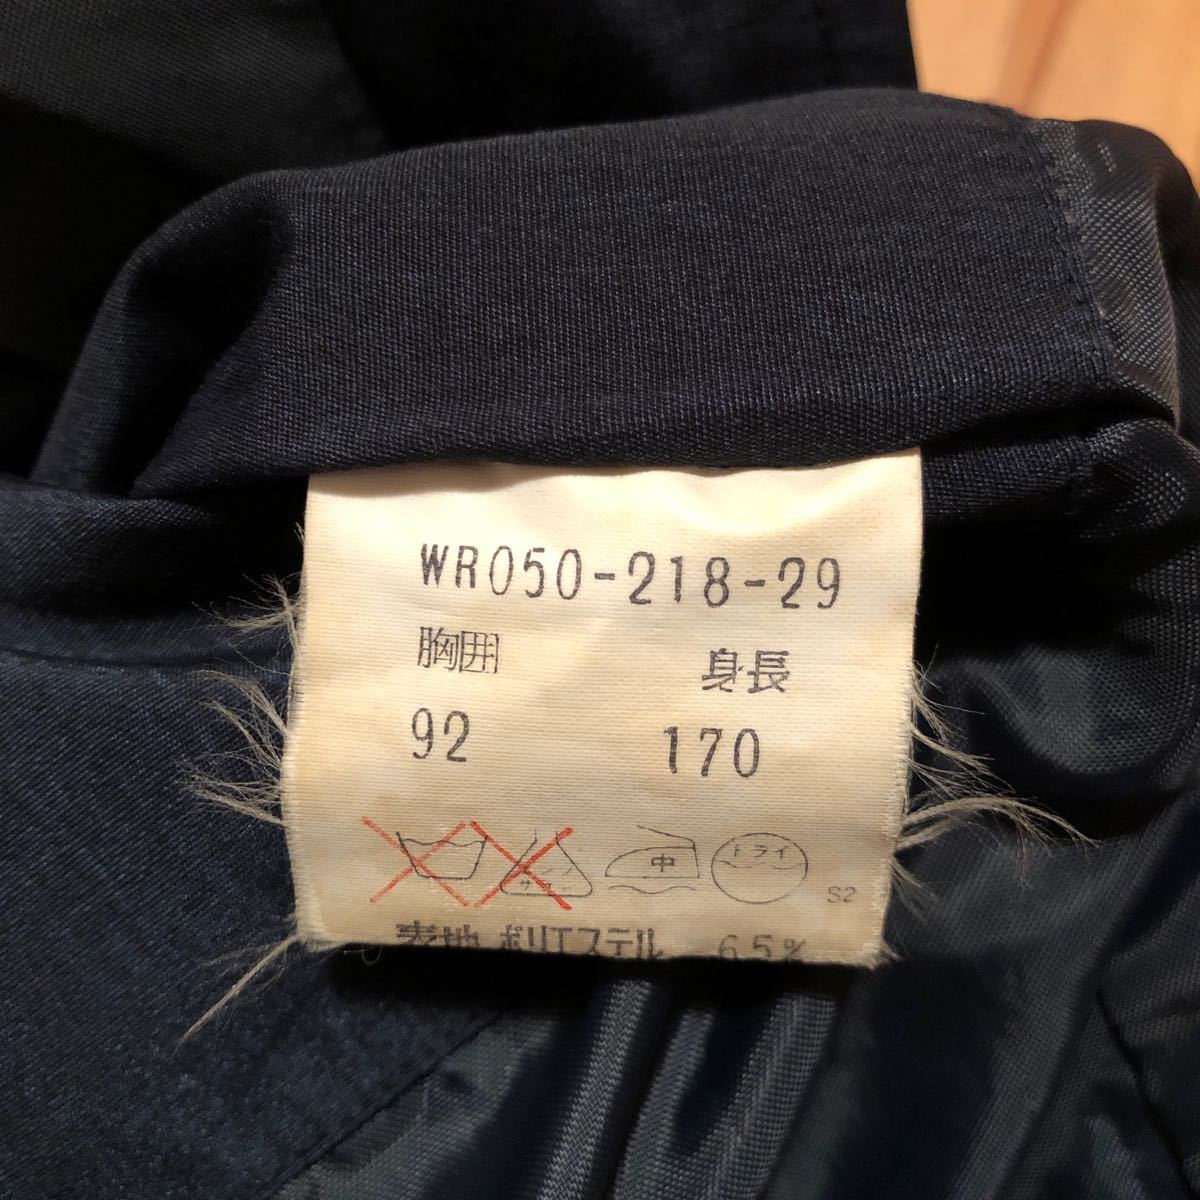 WR050-218-29
胸囲 身長
92 170
中 ドライ
S2
表地 ポリエステル 65%